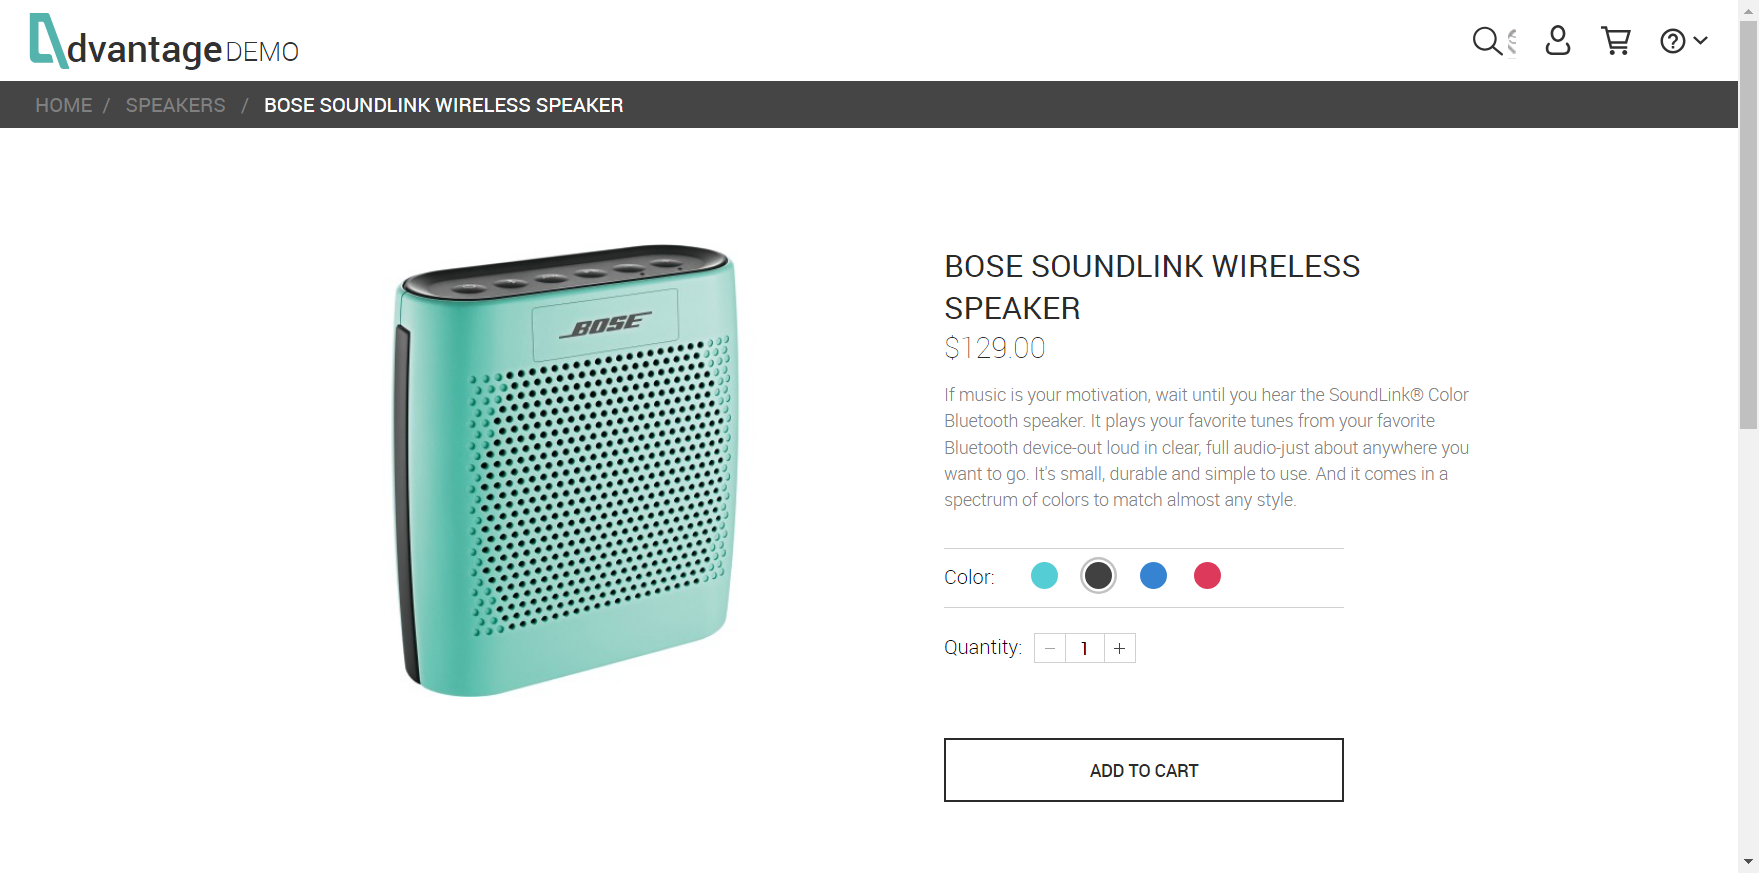 dvantage DEMO
HOME / SPEAKERS / BOSE SOUNDLINK WIRELESS SPEAKER
BOSE
BOSE SOUNDLINK WIRELESS
SPEAKER
$129.00
If music is your motivation, wait until you hear the SoundLink® Color
Bluetooth speaker. It plays your favorite tunes from your favorite
Bluetooth device-out loud in clear, full audio-just about anywhere you
want to go. It's small, durable and simple to use. And it comes in a
spectrum of colors to match almost any style.
Color:
Quantity: − 1 +
ADD TO CART